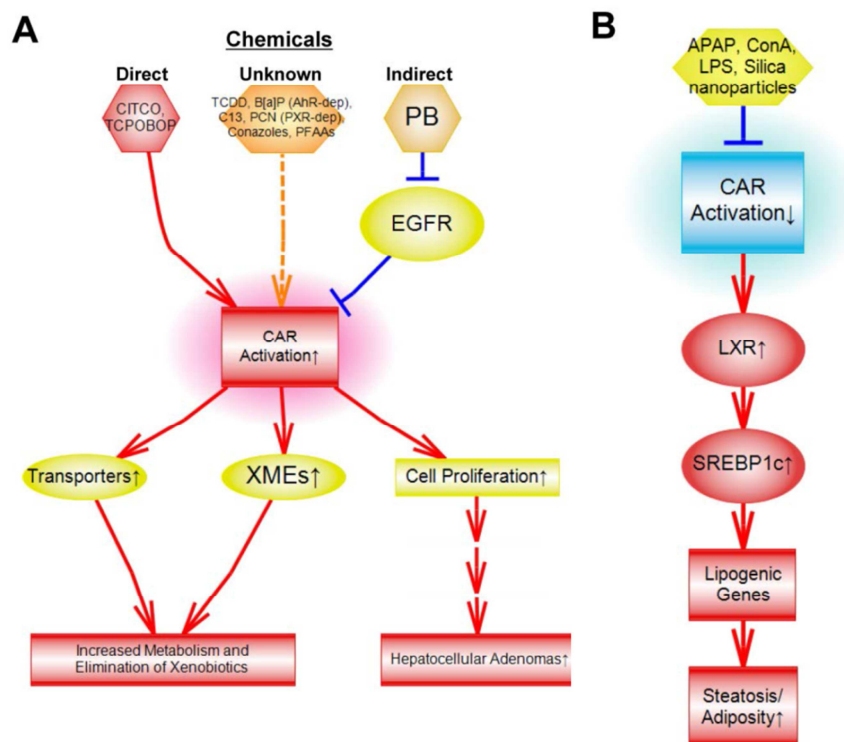 A
Chemicals
Direct
Unknown
Indirect
CITCO,
TCPOBOP
TCDD, B[a]P (AhR-dep),
C13, PCN (PXR-dep),
Conazoles, PFAAs
PB
EGFR
CAR
Activation↑
Transporters↑
XMEs↑
Cell Proliferation↑
Increased Metabolism and
Elimination of Xenobiotics
Hepatocellular Adenomas↑
B
APAP, ConA,
LPS, Silica
nanoparticles
CAR
Activation↓
LXR↑
SREBP1c↑
Lipogenic
Genes
Steatosis/
Adiposity↑